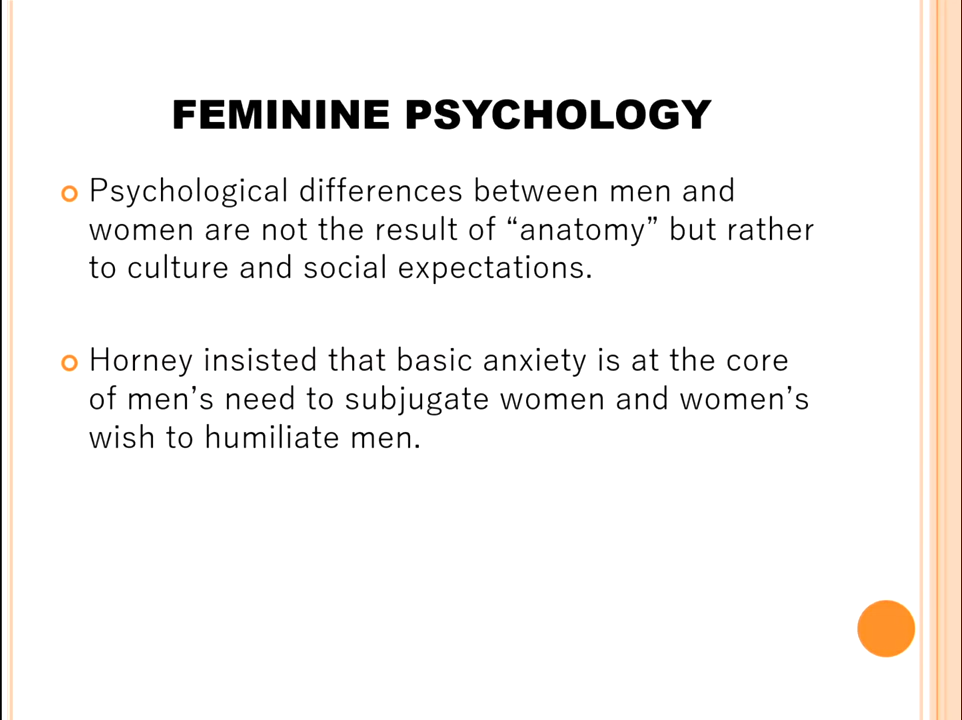 FEMININE PSYCHOLOGY
Psychological differences between men and
women are not the result of “anatomy” but rather
to culture and social expectations.
Horney insisted that basic anxiety is at the core
of men’s need to subjugate women and women’s
wish to humiliate men.